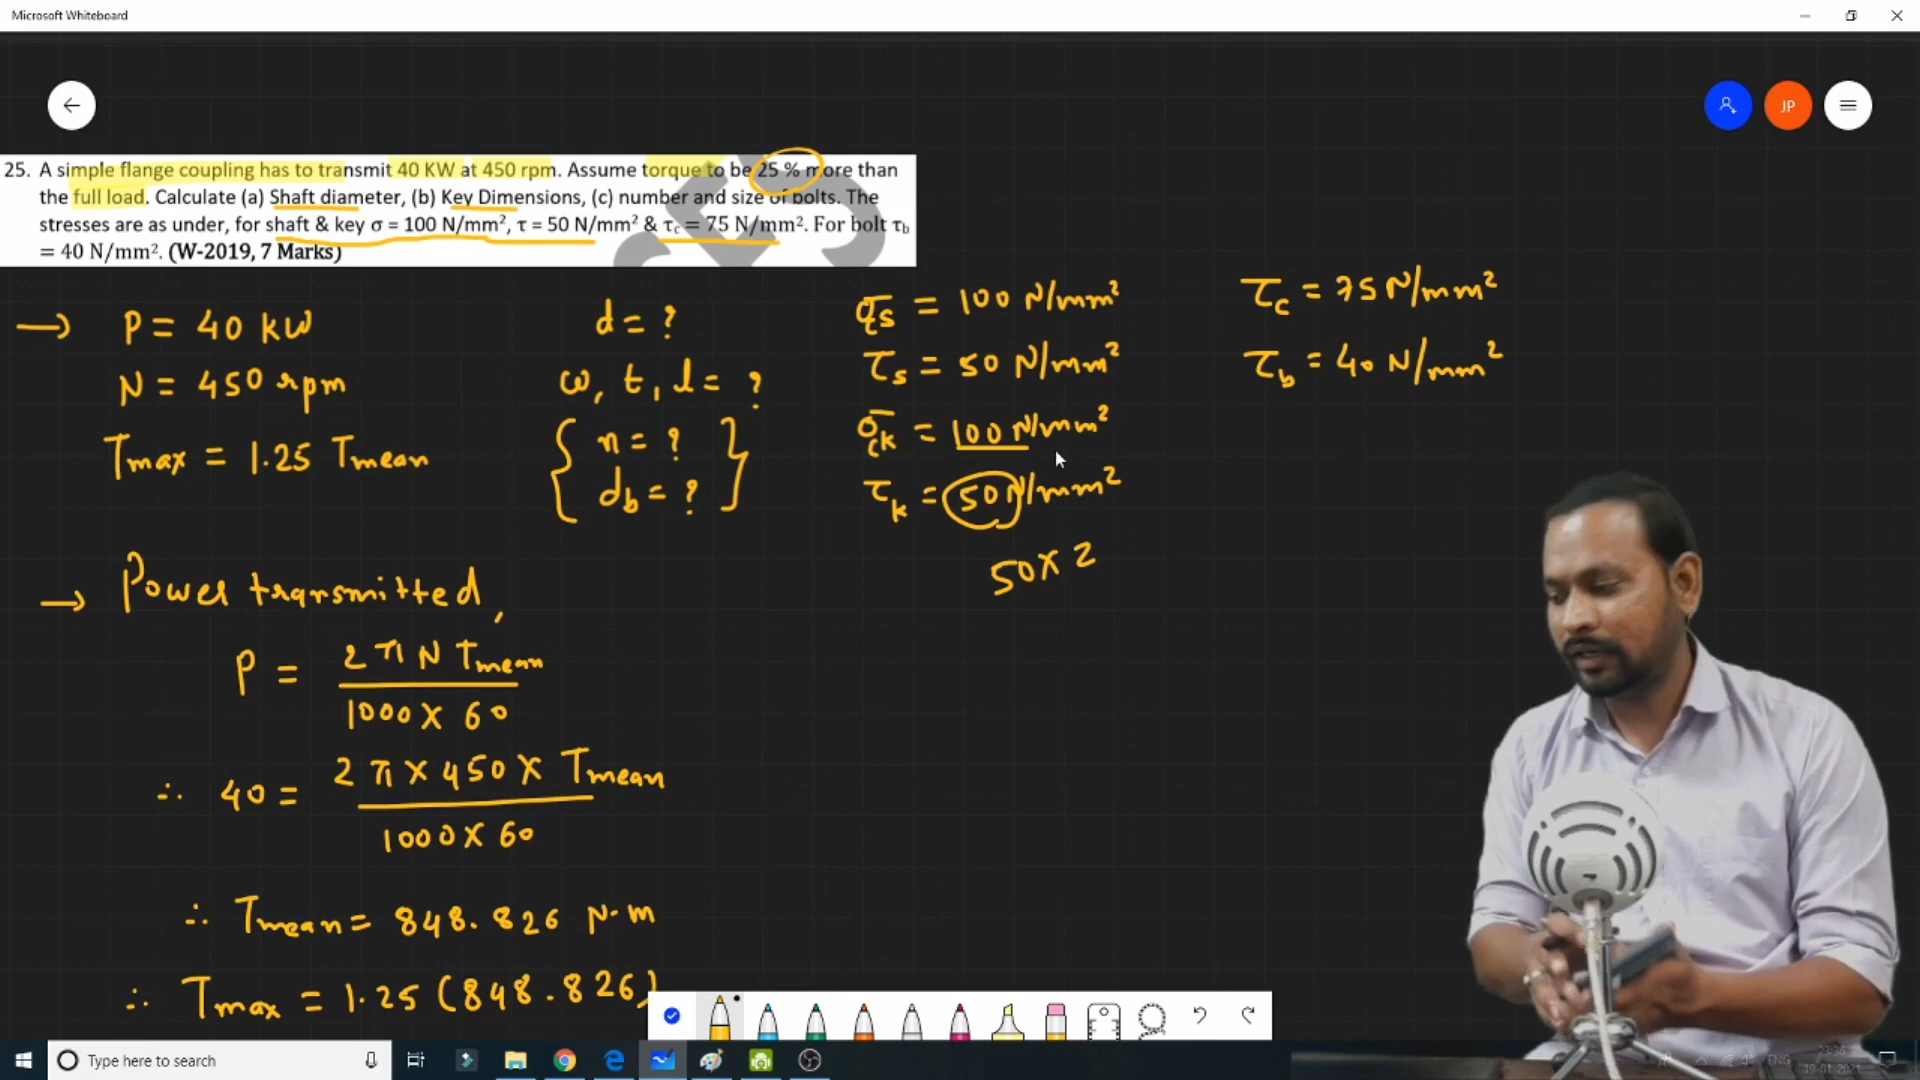 Microsoft Whiteboard
JP
25. A simple flange coupling has to transmit 40 KW at 450 rpm. Assume torque to be 25 % more than
the full load. Calculate (a) Shaft diameter, (b) Key Dimensions, (c) number and size of bolts. The
stresses are as under, for shaft & key σ = 100 N/mm², τ = 50 N/mm² & τc = 75 N/mm². For bolt τb
= 40 N/mm². (W-2019, 7 Marks)
→ P = 40 kW
N = 450 rpm
Tmax = 1.25 Tmean
d = ?
w, t, l = ?
{ n = ? }
{ db = ? }
σs = 100 N/mm²
τs = 50 N/mm²
σck = 100 N/mm²
τk = 50 N/mm²
50 x 2
τc = 75 N/mm²
τb = 40 N/mm²
→ Power transmitted,
P = 2 π N Tmean
1000 x 60
∴ 40 = 2 π x 450 x Tmean
1000 x 60
∴ Tmean = 848.826 N·m
∴ Tmax = 1.25 (848.826)
Type here to search
ENG
19-01-2021